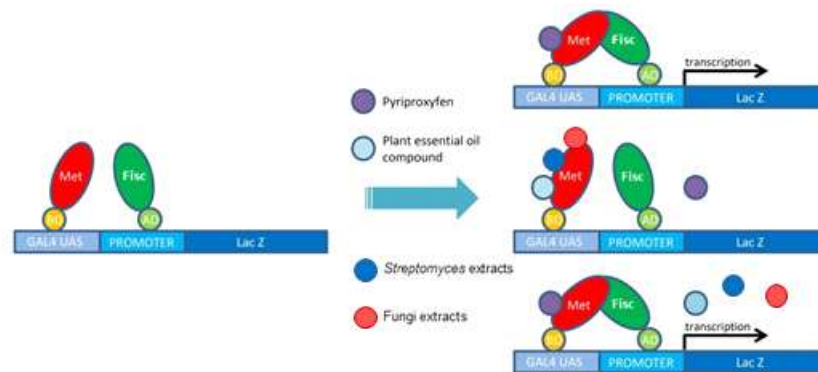 Met
Fisc
BD
AD
GAL4 UAS
PROMOTER
Lac Z
Pyriproxyfen
Plant essential oil
compound
Streptomyces extracts
Fungi extracts
Met
Fisc
BD
AD
transcription
GAL4 UAS
PROMOTER
Lac Z
Met
Fisc
BD
AD
GAL4 UAS
PROMOTER
Lac Z
Met
Fisc
BD
AD
transcription
GAL4 UAS
PROMOTER
Lac Z